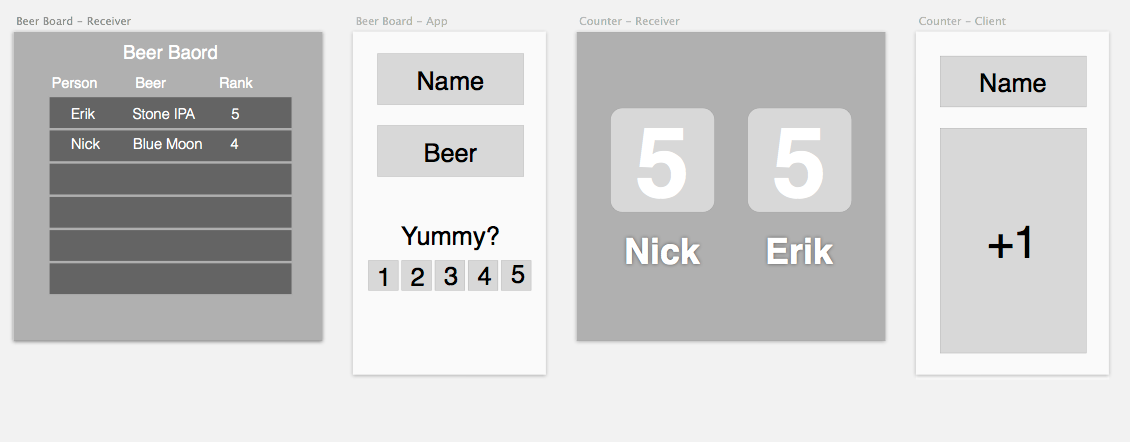 Beer Board - Receiver
Beer Baord
Person Beer Rank
Erik Stone IPA 5
Nick Blue Moon 4
Beer Board - App
Name
Beer
Yummy?
1 2 3 4 5
Counter - Receiver
5 5
Nick Erik
Counter - Client
Name
+1